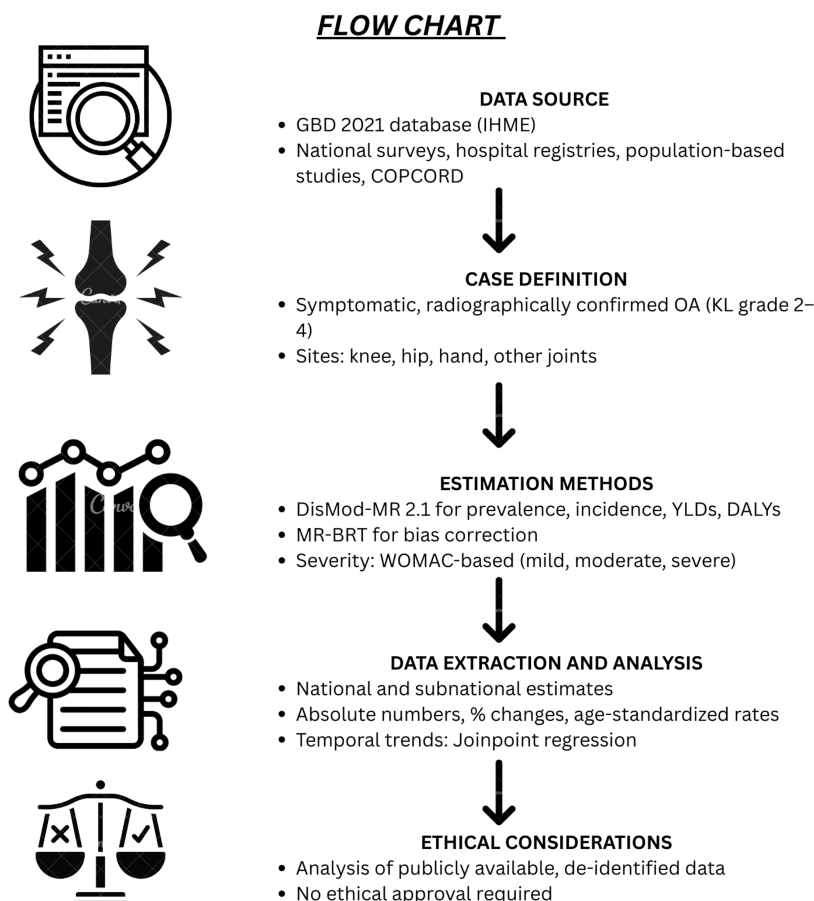 FLOW CHART
DATA SOURCE
• GBD 2021 database (IHME)
• National surveys, hospital registries, population-based
studies, COPCORD
CASE DEFINITION
• Symptomatic, radiographically confirmed OA (KL grade 2–
4)
• Sites: knee, hip, hand, other joints
ESTIMATION METHODS
• DisMod-MR 2.1 for prevalence, incidence, YLDs, DALYs
• MR-BRT for bias correction
• Severity: WOMAC-based (mild, moderate, severe)
DATA EXTRACTION AND ANALYSIS
• National and subnational estimates
• Absolute numbers, % changes, age-standardized rates
• Temporal trends: Joinpoint regression
ETHICAL CONSIDERATIONS
• Analysis of publicly available, de-identified data
• No ethical approval required